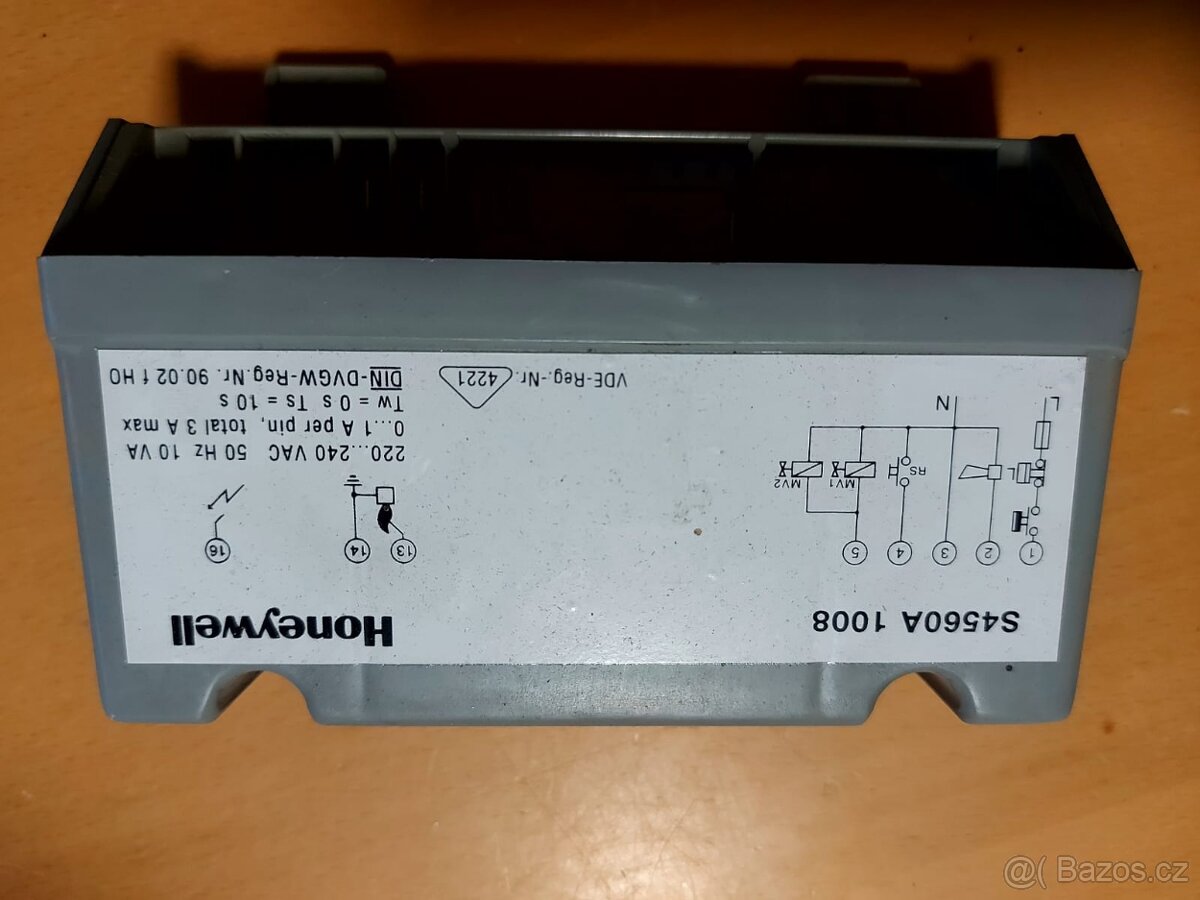 S4560A 1008
Honeywell
1
2
3
4
5
13
14
16
L
RS
MV1
MV2
L
N
220...240 VAC 50 Hz 10 VA
0...1 A per pin, total 3 A max
Tw = 0 s Ts = 10 s
DIN-DVGW-Reg.Nr. 90.02 f H0
VDE-Reg.-Nr. 4221
@( Bazos.cz